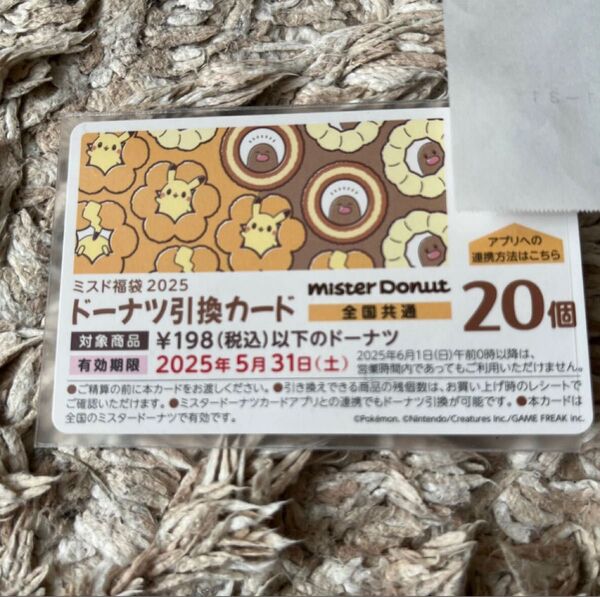 アプリへの
連携方法はこちら
ミスド福袋2025
ドーナツ引換カード
mister Donut
全国共通
20個
対象商品 ¥198(税込)以下のドーナツ
有効期限 2025年5月31日(土)
2025年6月1日(日)午前0時以降は、
営業時間内であってもご利用いただけません。
●ご精算の前に本カードをお渡しください。●引き換えできる商品の残個数は、お買い上げ時のレシートで
ご確認いただけます。●ミスタードーナツカードアプリとの連携でもドーナツ引換が可能です。●本カードは
全国のミスタードーナツで有効です。
©Pokémon. ©Nintendo/Creatures Inc./GAME FREAK inc.